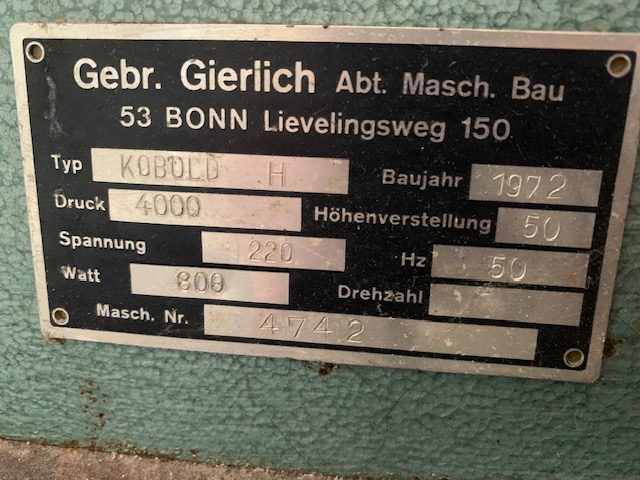 Gebr. Gierlich Abt. Masch. Bau
53 BONN Lievelingsweg 150
Typ KOBOLD H Baujahr 1972
Druck 4000 Höhenverstellung 50
Spannung 220 Hz 50
Watt 800 Drehzahl
Masch. Nr. 4742